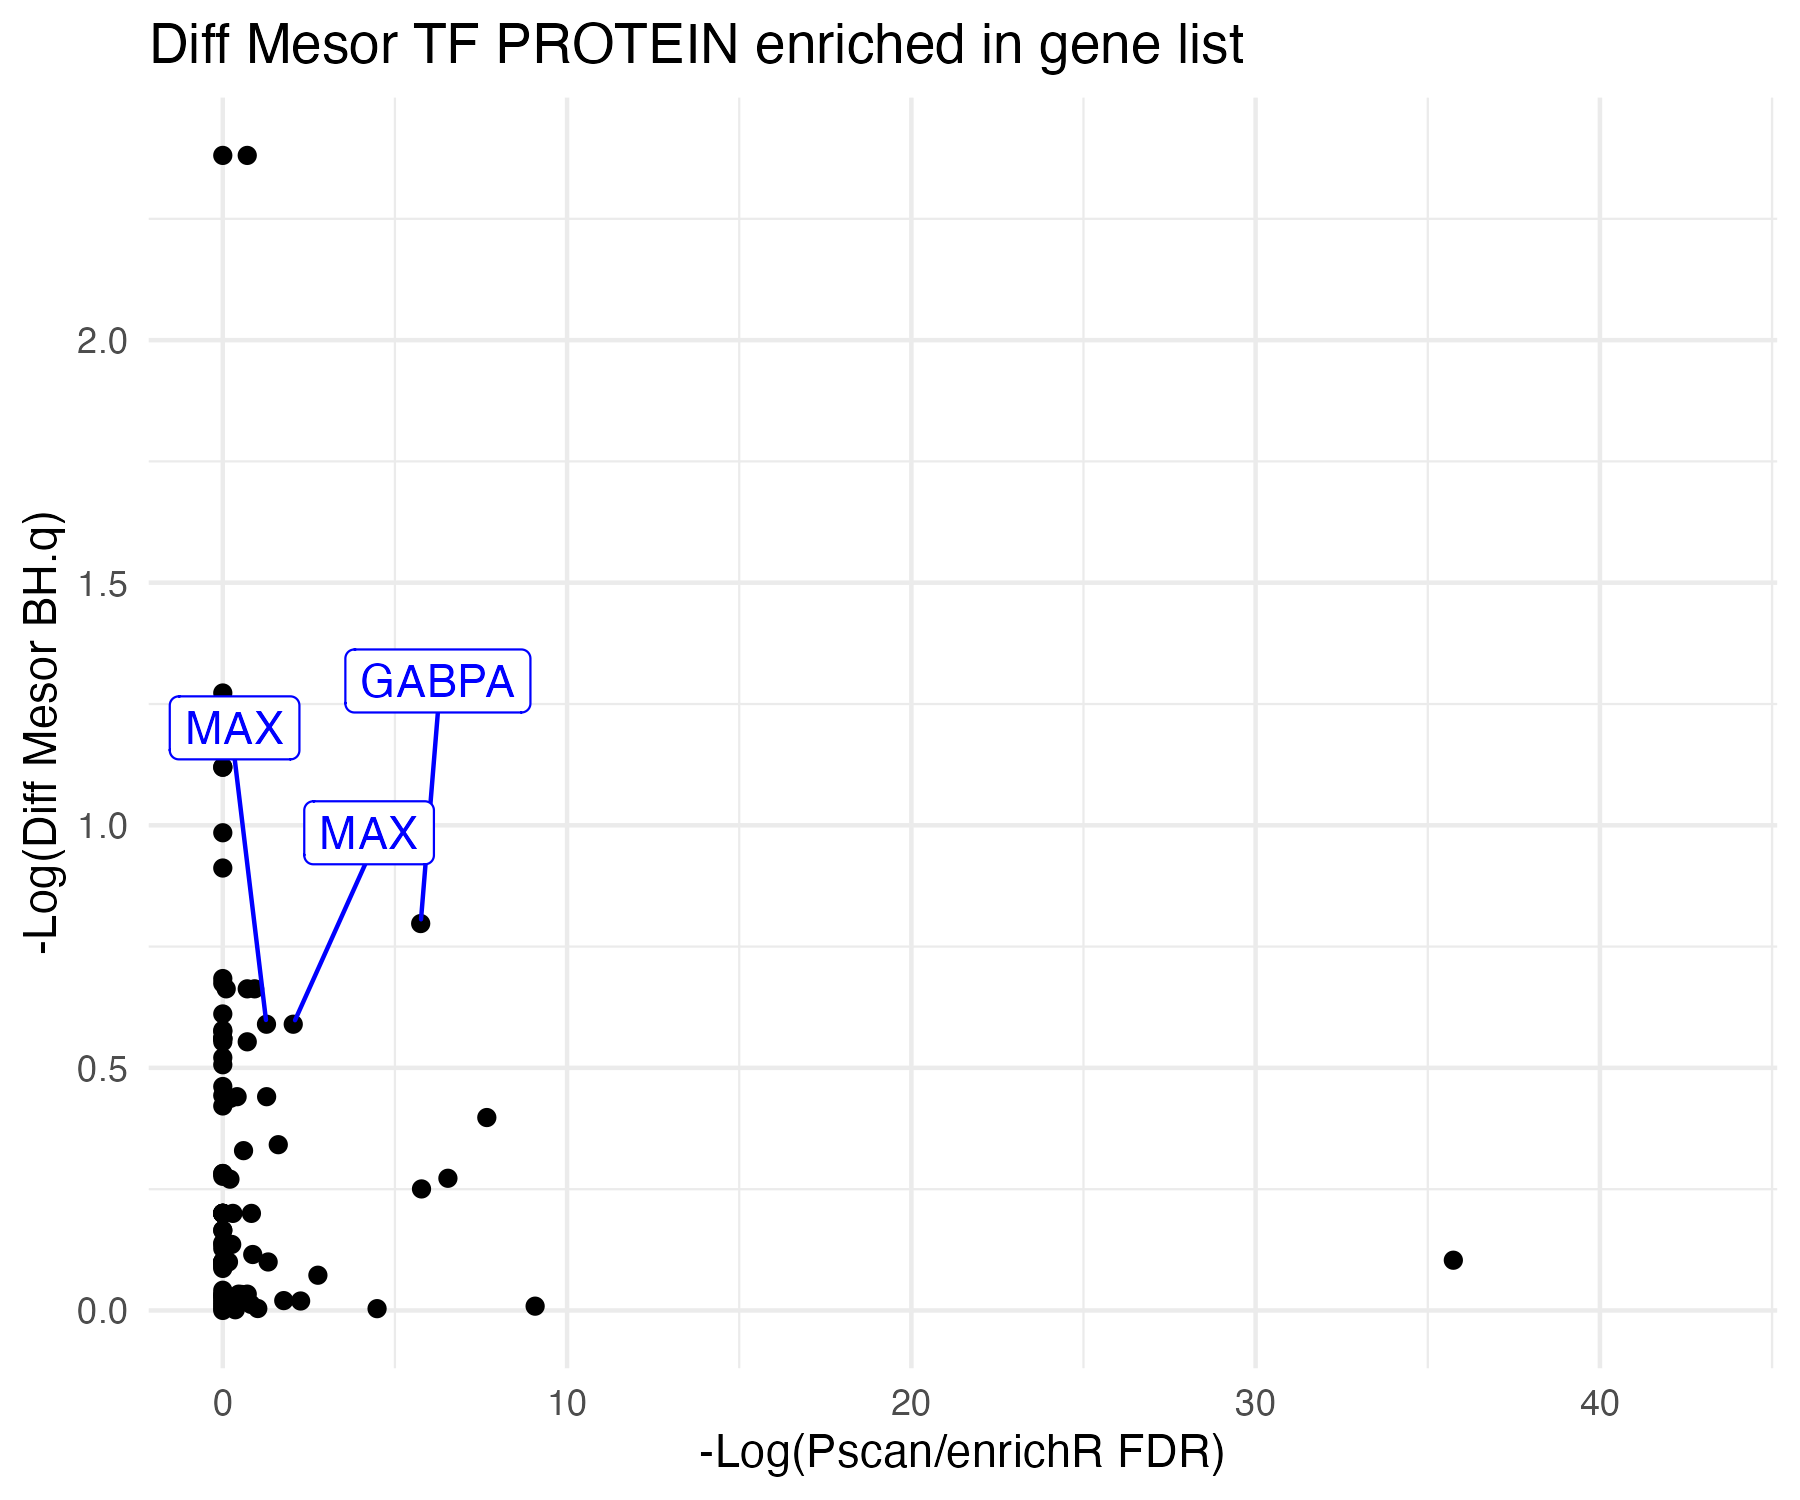 Diff Mesor TF PROTEIN enriched in gene list
-Log(Diff Mesor BH.q)
2.0
1.5
1.0
0.5
0.0
GABPA
MAX
MAX
0
10
20
30
40
-Log(Pscan/enrichR FDR)